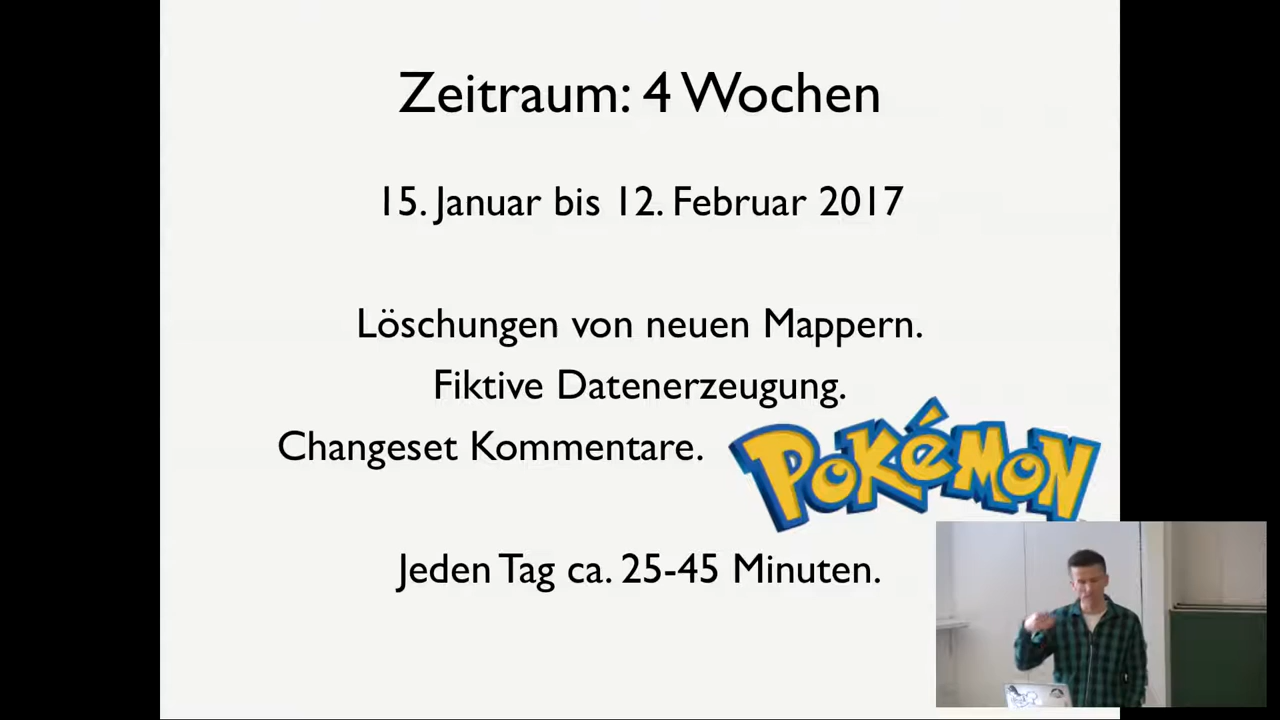 Zeitraum: 4 Wochen
15. Januar bis 12. Februar 2017
Löschungen von neuen Mappern.
Fiktive Datenerzeugung.
Changeset Kommentare.
POKéMON
Jeden Tag ca. 25-45 Minuten.